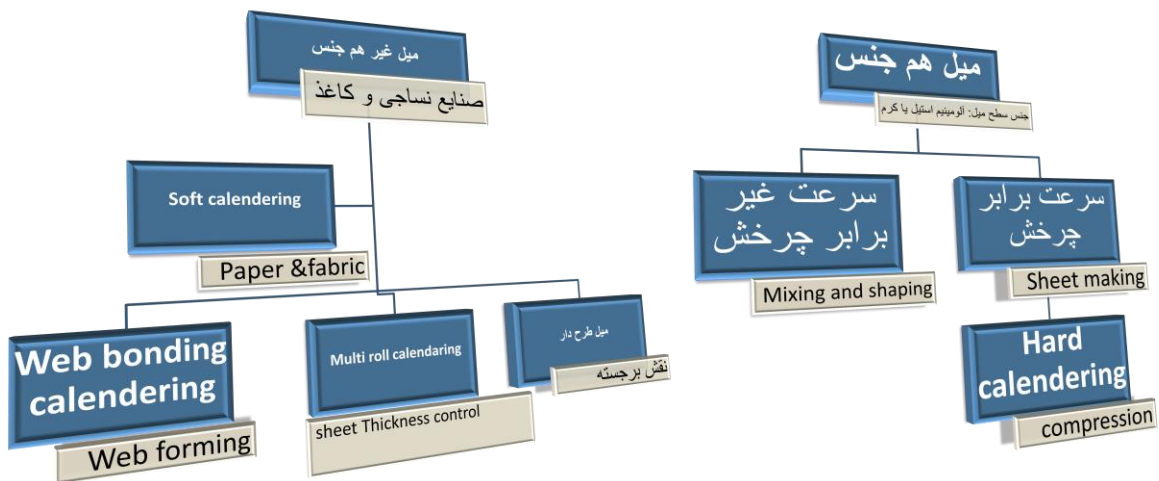 میل غیر هم جنس
صنایع نساجی و کاغذ
Soft calendering
Paper &fabric
Web bonding
calendering
Web forming
Multi roll calendaring
sheet Thickness control
میل طرح دار
نقش برجسته
میل هم جنس
جنس سطح میل: آلومینیم استیل یا کرم
سرعت غیر
برابر چرخش
Mixing and shaping
سرعت برابر
چرخش
Sheet making
Hard
calendering
compression